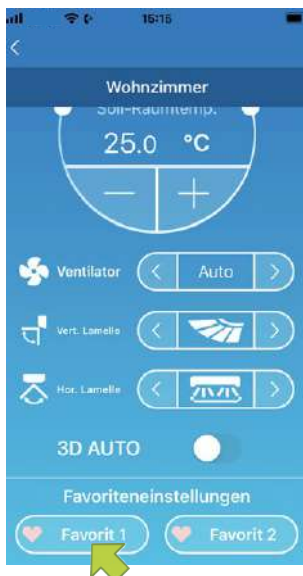 15:15
Wohnzimmer
Soll-Raumtemp.
25.0 °C
Ventilator Auto
Vert. Lamelle
Hor. Lamelle
3D AUTO
Favoriteneinstellungen
Favorit 1 Favorit 2